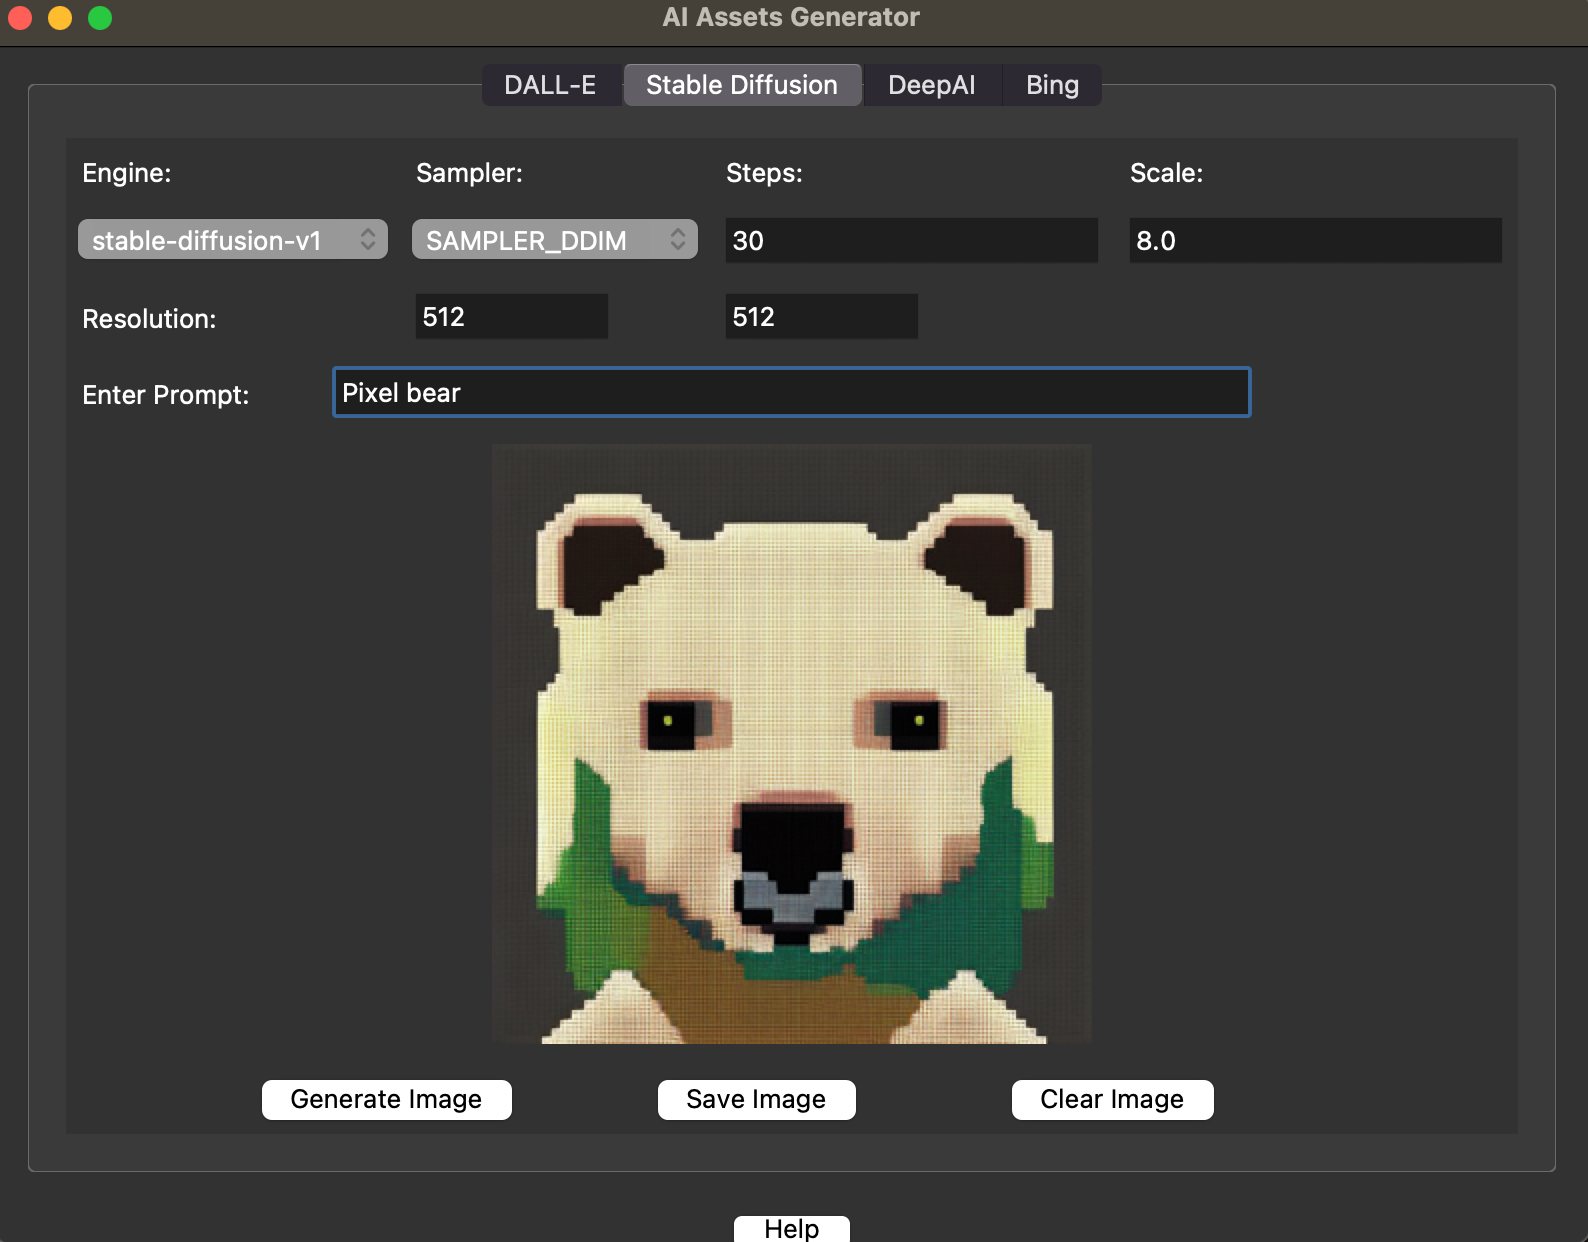 AI Assets Generator
DALL-E Stable Diffusion DeepAI Bing
Engine: Sampler: Steps: Scale:
stable-diffusion-v1 SAMPLER_DDIM 30 8.0
Resolution: 512 512
Enter Prompt: Pixel bear
Generate Image Save Image Clear Image
Help